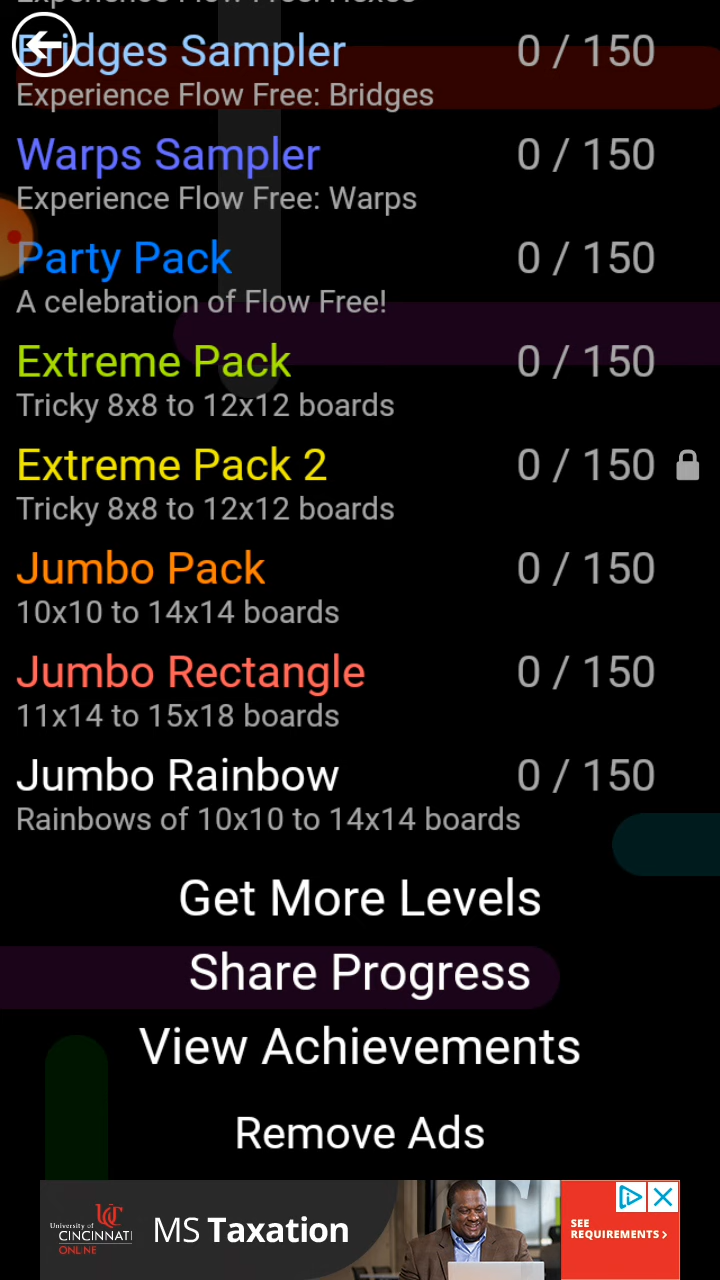 Experience Flow Free: Hexes
Bridges Sampler 0 / 150
Experience Flow Free: Bridges
Warps Sampler 0 / 150
Experience Flow Free: Warps
Party Pack 0 / 150
A celebration of Flow Free!
Extreme Pack 0 / 150
Tricky 8x8 to 12x12 boards
Extreme Pack 2 0 / 150
Tricky 8x8 to 12x12 boards
Jumbo Pack 0 / 150
10x10 to 14x14 boards
Jumbo Rectangle 0 / 150
11x14 to 15x18 boards
Jumbo Rainbow 0 / 150
Rainbows of 10x10 to 14x14 boards
Get More Levels
Share Progress
View Achievements
Remove Ads
University of
CINCINNATI
ONLINE
MS Taxation
SEE
REQUIREMENTS >